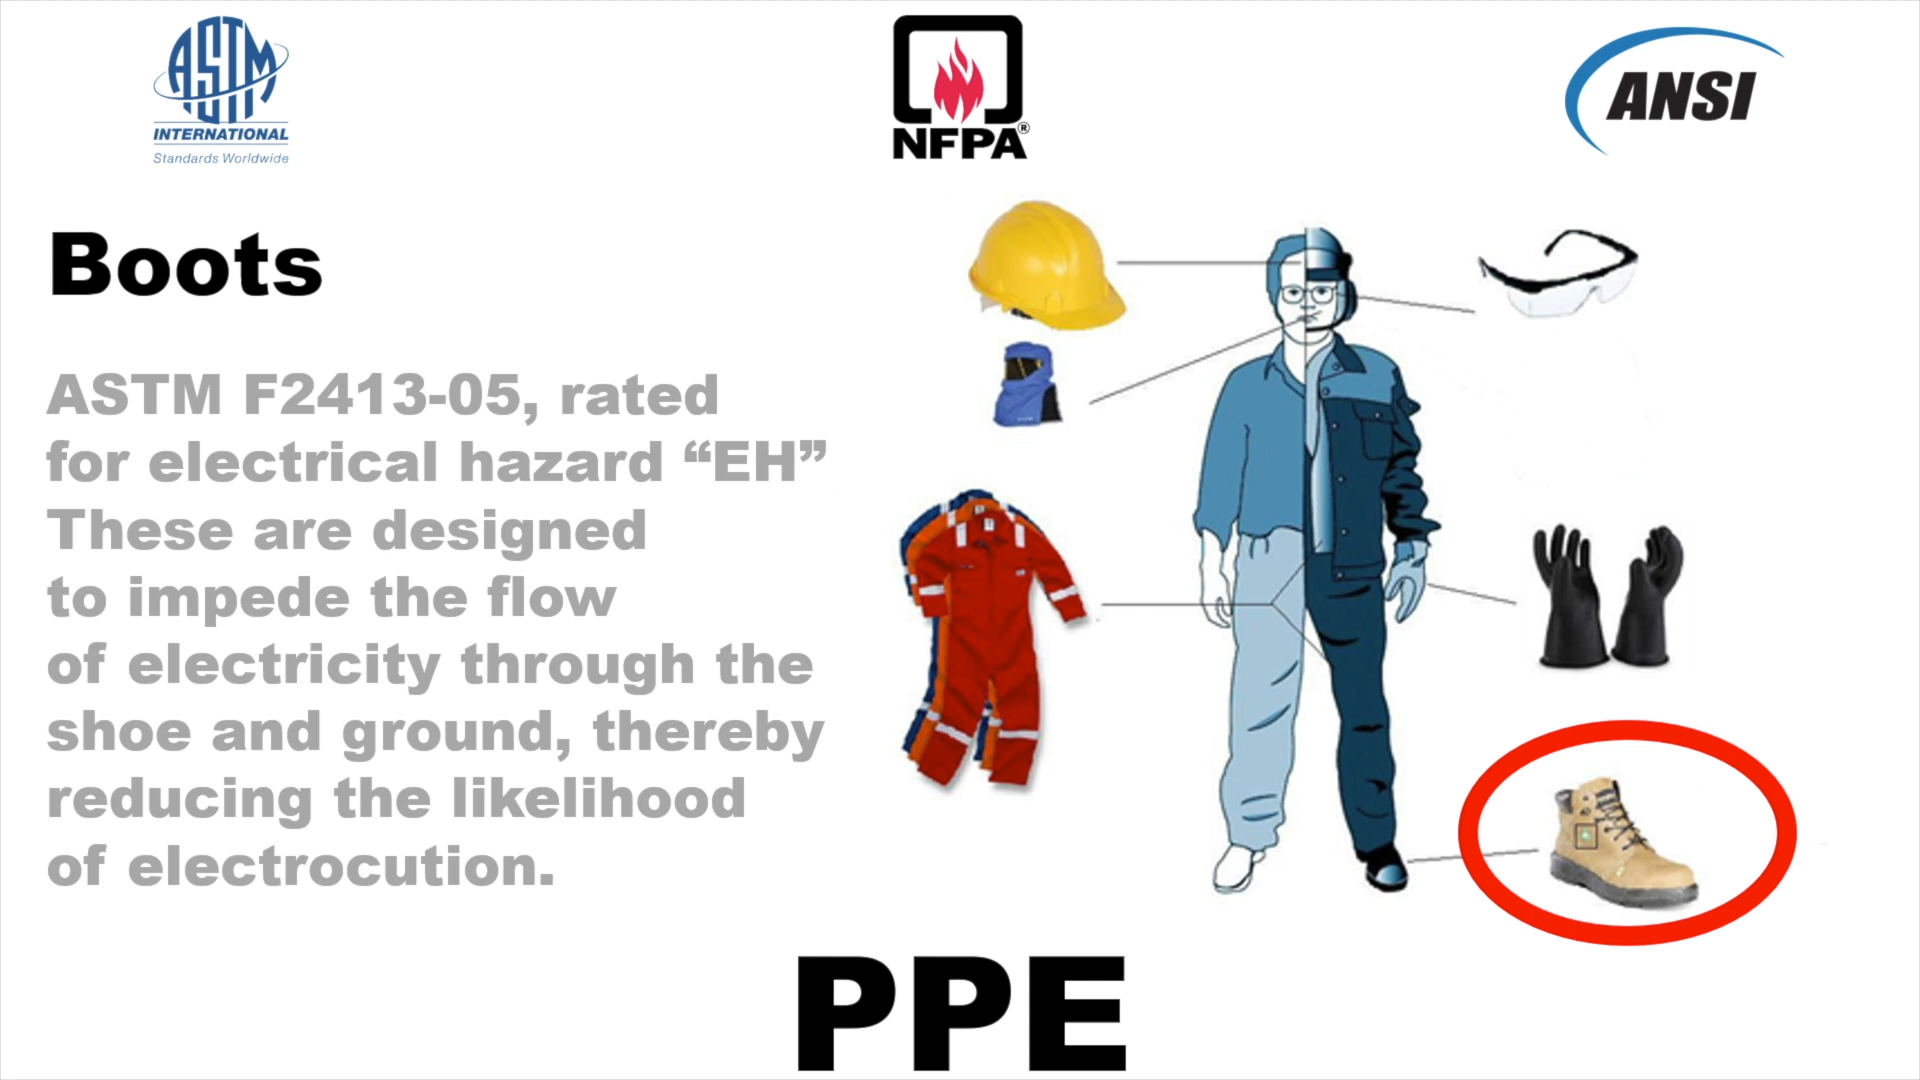 ASTM
INTERNATIONAL
Standards Worldwide
NFPA®
ANSI
Boots
ASTM F2413-05, rated
for electrical hazard “EH”
These are designed
to impede the flow
of electricity through the
shoe and ground, thereby
reducing the likelihood
of electrocution.
PPE